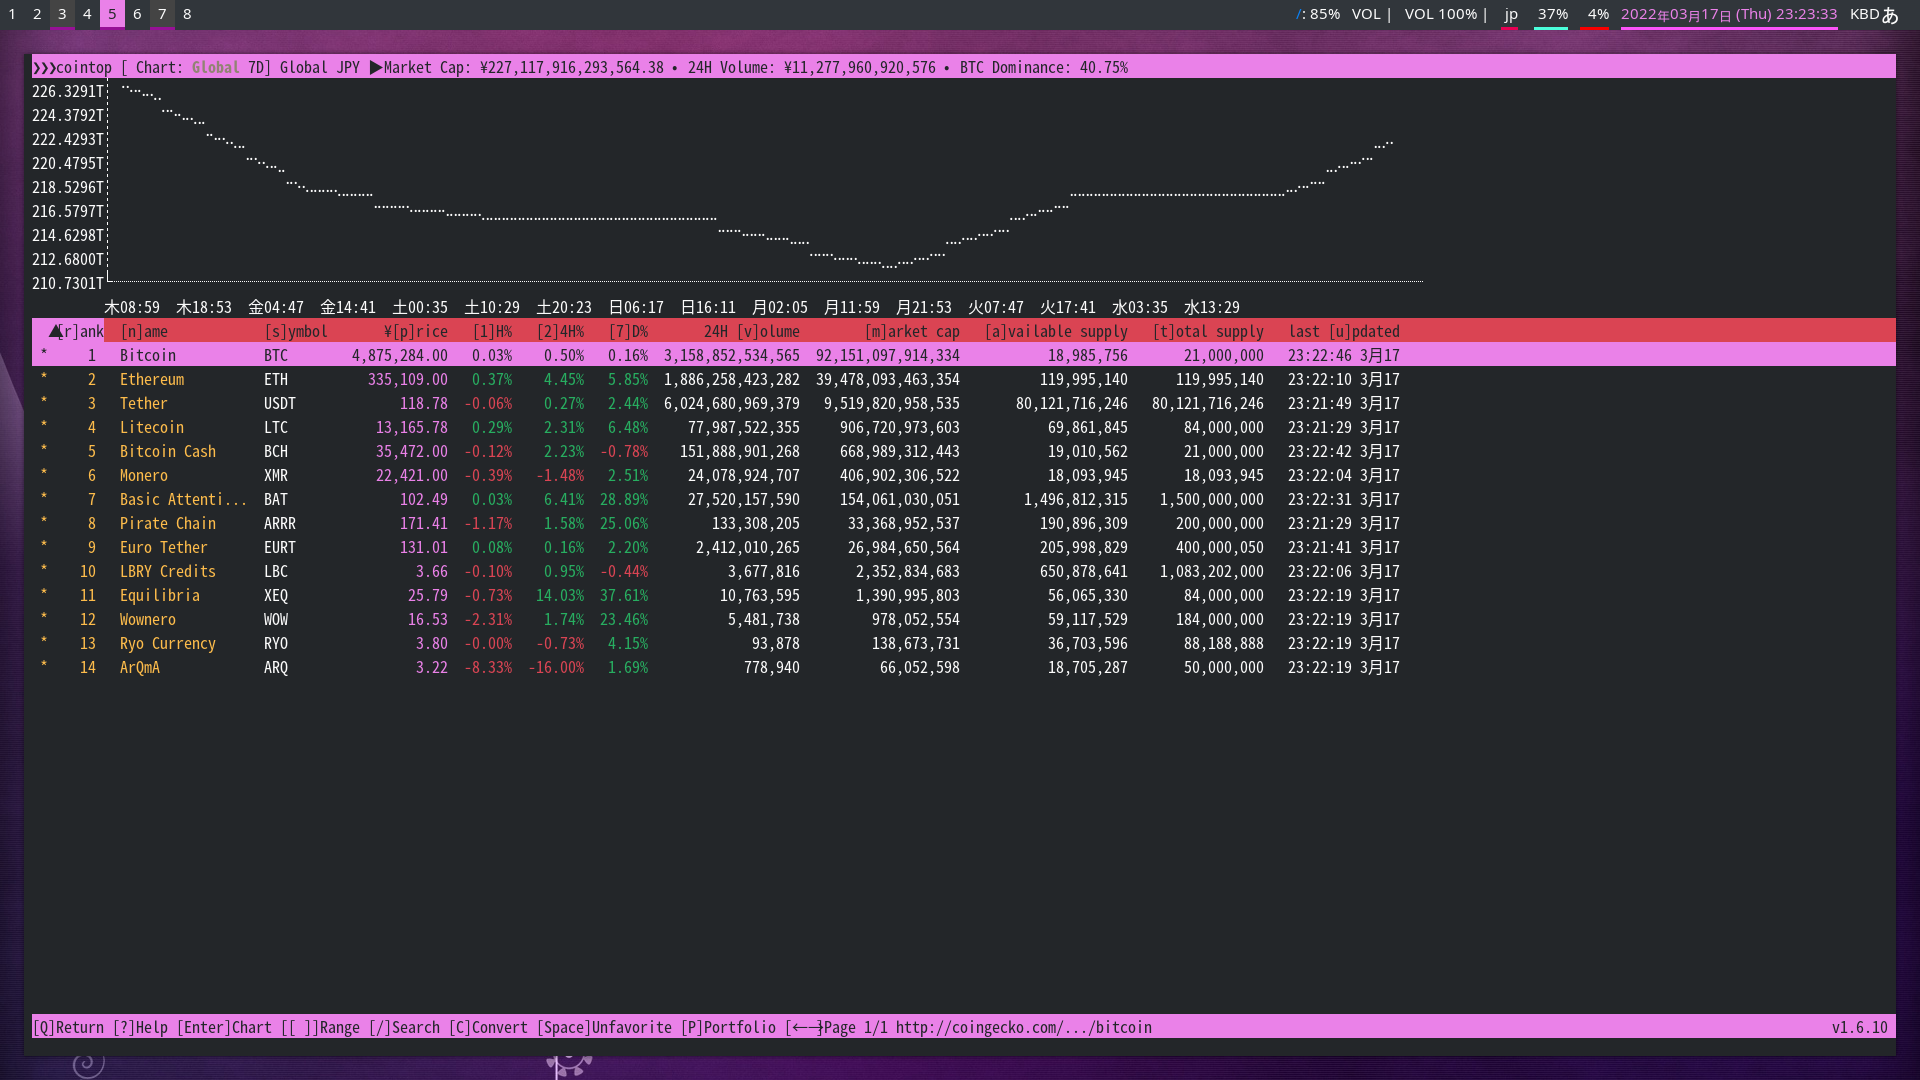 1 2 3 4 5 6 7 8 /: 85% VOL | VOL 100% | jp 37% 4% 2022年03月17日 (Thu) 23:23:33 KBDあ
❯❯❯cointop [ Chart: Global 7D] Global JPY ▶Market Cap: ¥227,117,916,293,564.38 • 24H Volume: ¥11,277,960,920,576 • BTC Dominance: 40.75%
226.3291T
224.3792T
222.4293T
220.4795T
218.5296T
216.5797T
214.6298T
212.6800T
210.7301T
木08:59 木18:53 金04:47 金14:41 土00:35 土10:29 土20:23 日06:17 日16:11 月02:05 月11:59 月21:53 火07:47 火17:41 水03:35 水13:29
▲[r]ank [n]ame [s]ymbol ¥[p]rice [1]H% [2]4H% [7]D% 24H [v]olume [m]arket cap [a]vailable supply [t]otal supply last [u]pdated
* 1 Bitcoin BTC 4,875,284.00 0.03% 0.50% 0.16% 3,158,852,534,565 92,151,097,914,334 18,985,756 21,000,000 23:22:46 3月17
* 2 Ethereum ETH 335,109.00 0.37% 4.45% 5.85% 1,886,258,423,282 39,478,093,463,354 119,995,140 119,995,140 23:22:10 3月17
* 3 Tether USDT 118.78 -0.06% 0.27% 2.44% 6,024,680,969,379 9,519,820,958,535 80,121,716,246 80,121,716,246 23:21:49 3月17
* 4 Litecoin LTC 13,165.78 0.29% 2.31% 6.48% 77,987,522,355 906,720,973,603 69,861,845 84,000,000 23:21:29 3月17
* 5 Bitcoin Cash BCH 35,472.00 -0.12% 2.23% -0.78% 151,888,901,268 668,989,312,443 19,010,562 21,000,000 23:22:42 3月17
* 6 Monero XMR 22,421.00 -0.39% -1.48% 2.51% 24,078,924,707 406,902,306,522 18,093,945 18,093,945 23:22:04 3月17
* 7 Basic Attenti... BAT 102.49 0.03% 6.41% 28.89% 27,520,157,590 154,061,030,051 1,496,812,315 1,500,000,000 23:22:31 3月17
* 8 Pirate Chain ARRR 171.41 -1.17% 1.58% 25.06% 133,308,205 33,368,952,537 190,896,309 200,000,000 23:21:29 3月17
* 9 Euro Tether EURT 131.01 0.08% 0.16% 2.20% 2,412,010,265 26,984,650,564 205,998,829 400,000,050 23:21:41 3月17
* 10 LBRY Credits LBC 3.66 -0.10% 0.95% -0.44% 3,677,816 2,352,834,683 650,878,641 1,083,202,000 23:22:06 3月17
* 11 Equilibria XEQ 25.79 -0.73% 14.03% 37.61% 10,763,595 1,390,995,803 56,065,330 84,000,000 23:22:19 3月17
* 12 Wownero WOW 16.53 -2.31% 1.74% 23.46% 5,481,738 978,052,554 59,117,529 184,000,000 23:22:19 3月17
* 13 Ryo Currency RYO 3.80 -0.00% -0.73% 4.15% 93,878 138,673,731 36,703,596 88,188,888 23:22:19 3月17
* 14 ArQmA ARQ 3.22 -8.33% -16.00% 1.69% 778,940 66,052,598 18,705,287 50,000,000 23:22:19 3月17
[Q]Return [?]Help [Enter]Chart [[ ]]Range [/]Search [C]Convert [Space]Unfavorite [P]Portfolio [←→]Page 1/1 http://coingecko.com/.../bitcoin v1.6.10